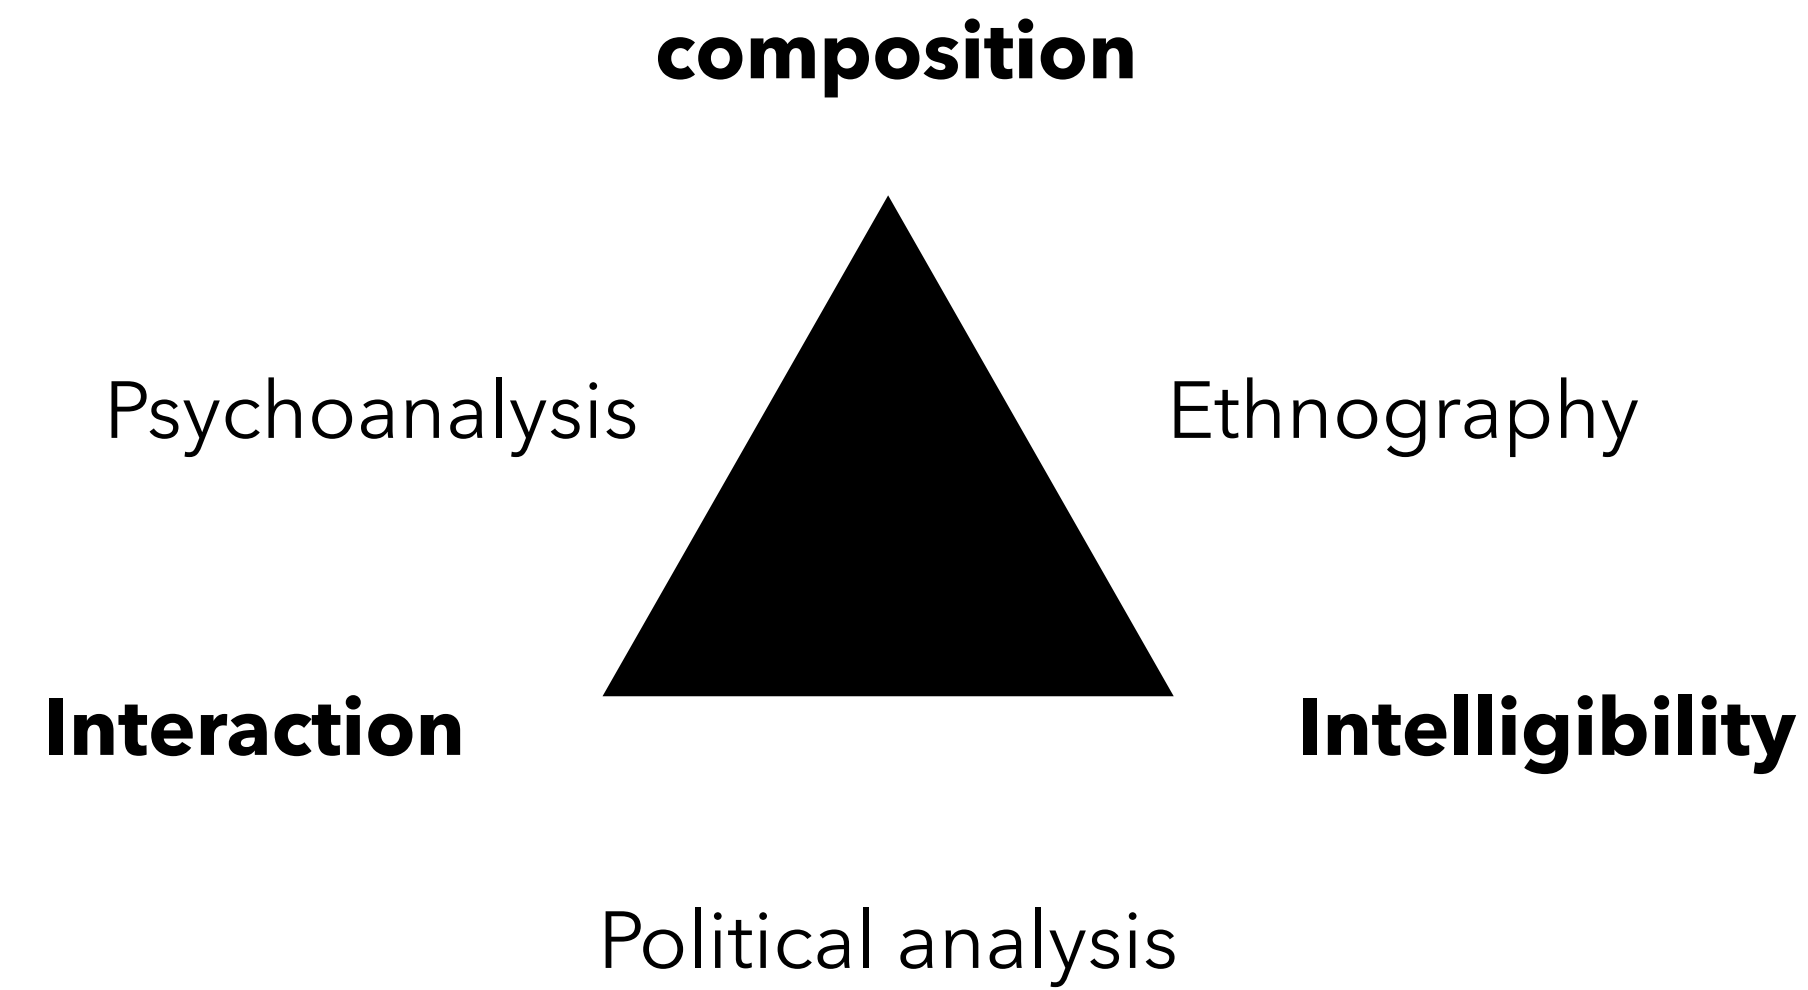 composition
Psychoanalysis
Ethnography
Interaction
Intelligibility
Political analysis